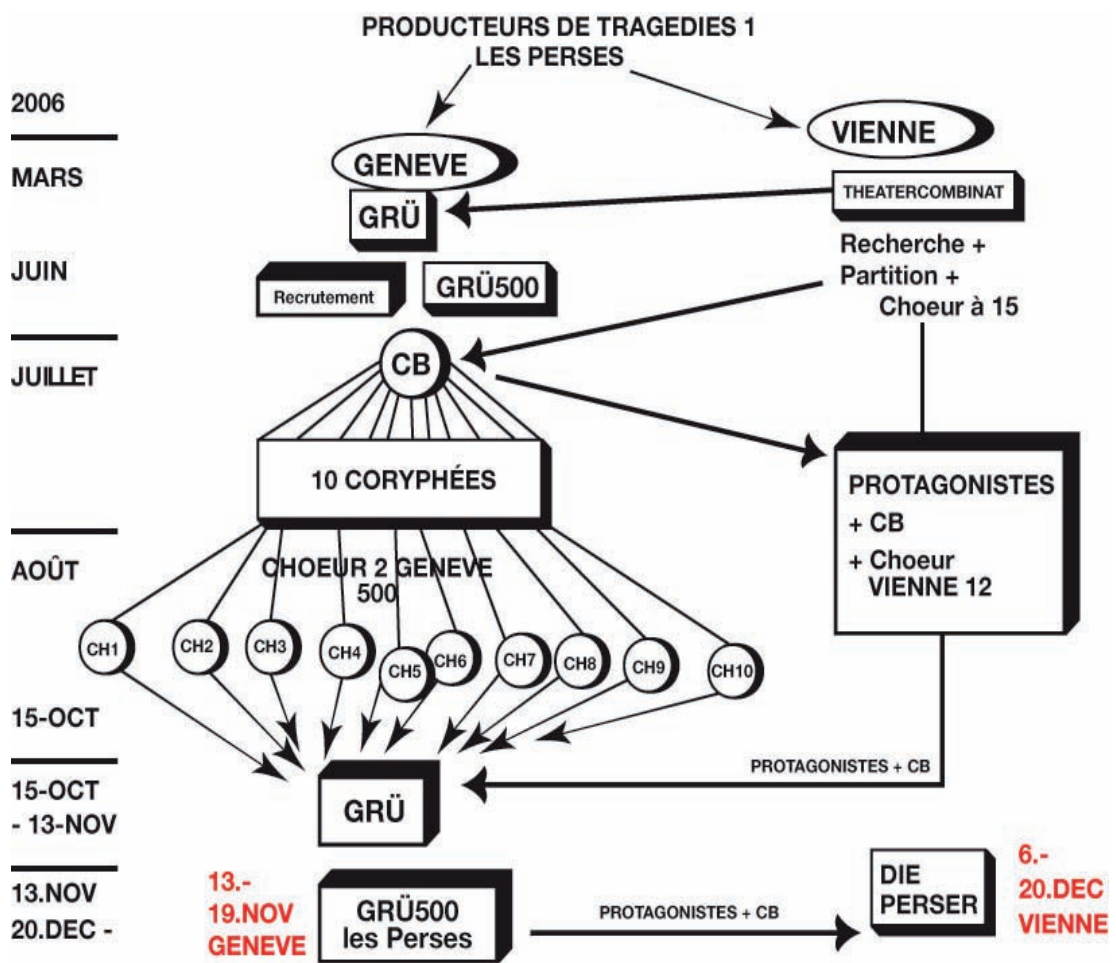 PRODUCTEURS DE TRAGEDIES 1
LES PERSES
2006
VIENNE
GENEVE
MARS
THEATERCOMBINAT
GRÜ
Recherche +
Partition +
Choeur à 15
JUIN
Recrutement
GRÜ500
CB
JUILLET
10 CORYPHÉES
PROTAGONISTES
+ CB
+ Choeur
VIENNE 12
AOÛT
CHOEUR 2 GENEVE
500
CH1
CH2
CH3
CH4
CH5
CH6
CH7
CH8
CH9
CH10
15-OCT
PROTAGONISTES + CB
15-OCT
- 13-NOV
GRÜ
13.NOV
20.DEC -
13.-
19.NOV
GENEVE
GRÜ500
les Perses
PROTAGONISTES + CB
DIE
PERSER
6.-
20.DEC
VIENNE